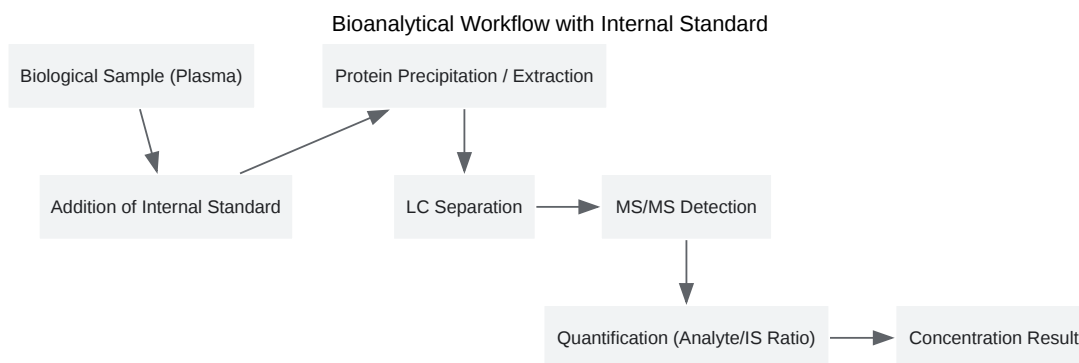 Bioanalytical Workflow with Internal Standard
Biological Sample (Plasma)
Protein Precipitation / Extraction
Addition of Internal Standard
LC Separation
MS/MS Detection
Quantification (Analyte/IS Ratio)
Concentration Result